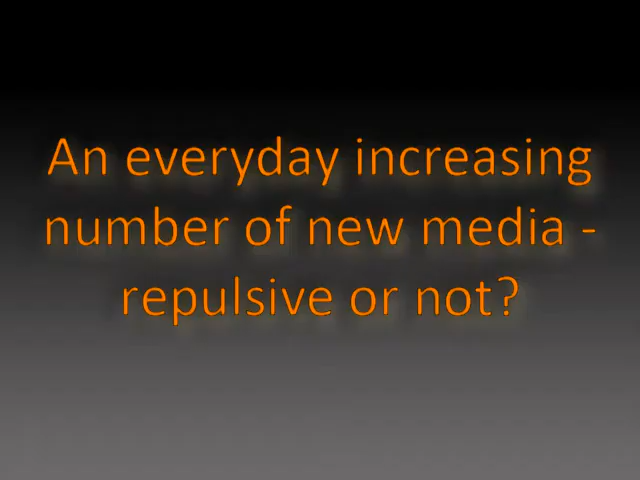 An everyday increasing
number of new media -
repulsive or not?